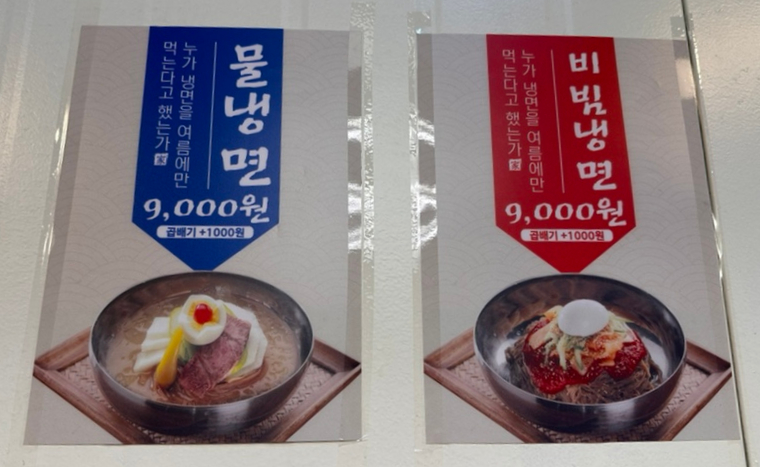 물냉면
누가 냉면을 여름에만
먹는다고 했는가
9,000원
곱배기 +1000원
비빔냉면
누가 냉면을 여름에만
먹는다고 했는가
9,000원
곱배기 +1000원